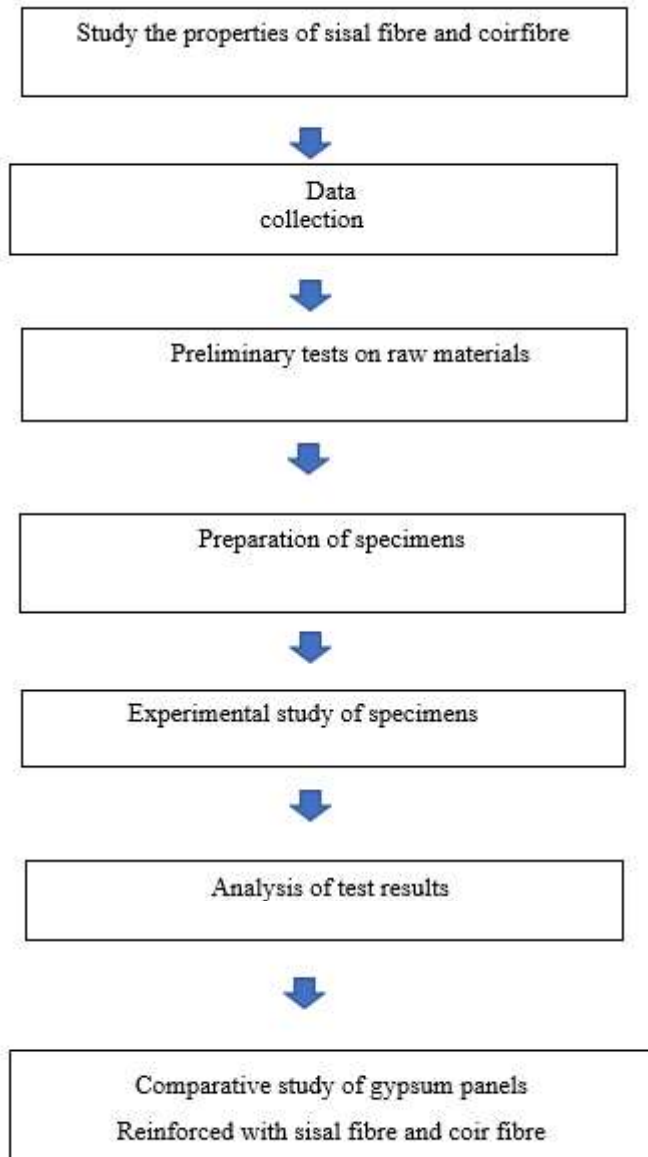 Study the properties of sisal fibre and coirfibre
Data
collection
Preliminary tests on raw materials
Preparation of specimens
Experimental study of specimens
Analysis of test results
Comparative study of gypsum panels
Reinforced with sisal fibre and coir fibre